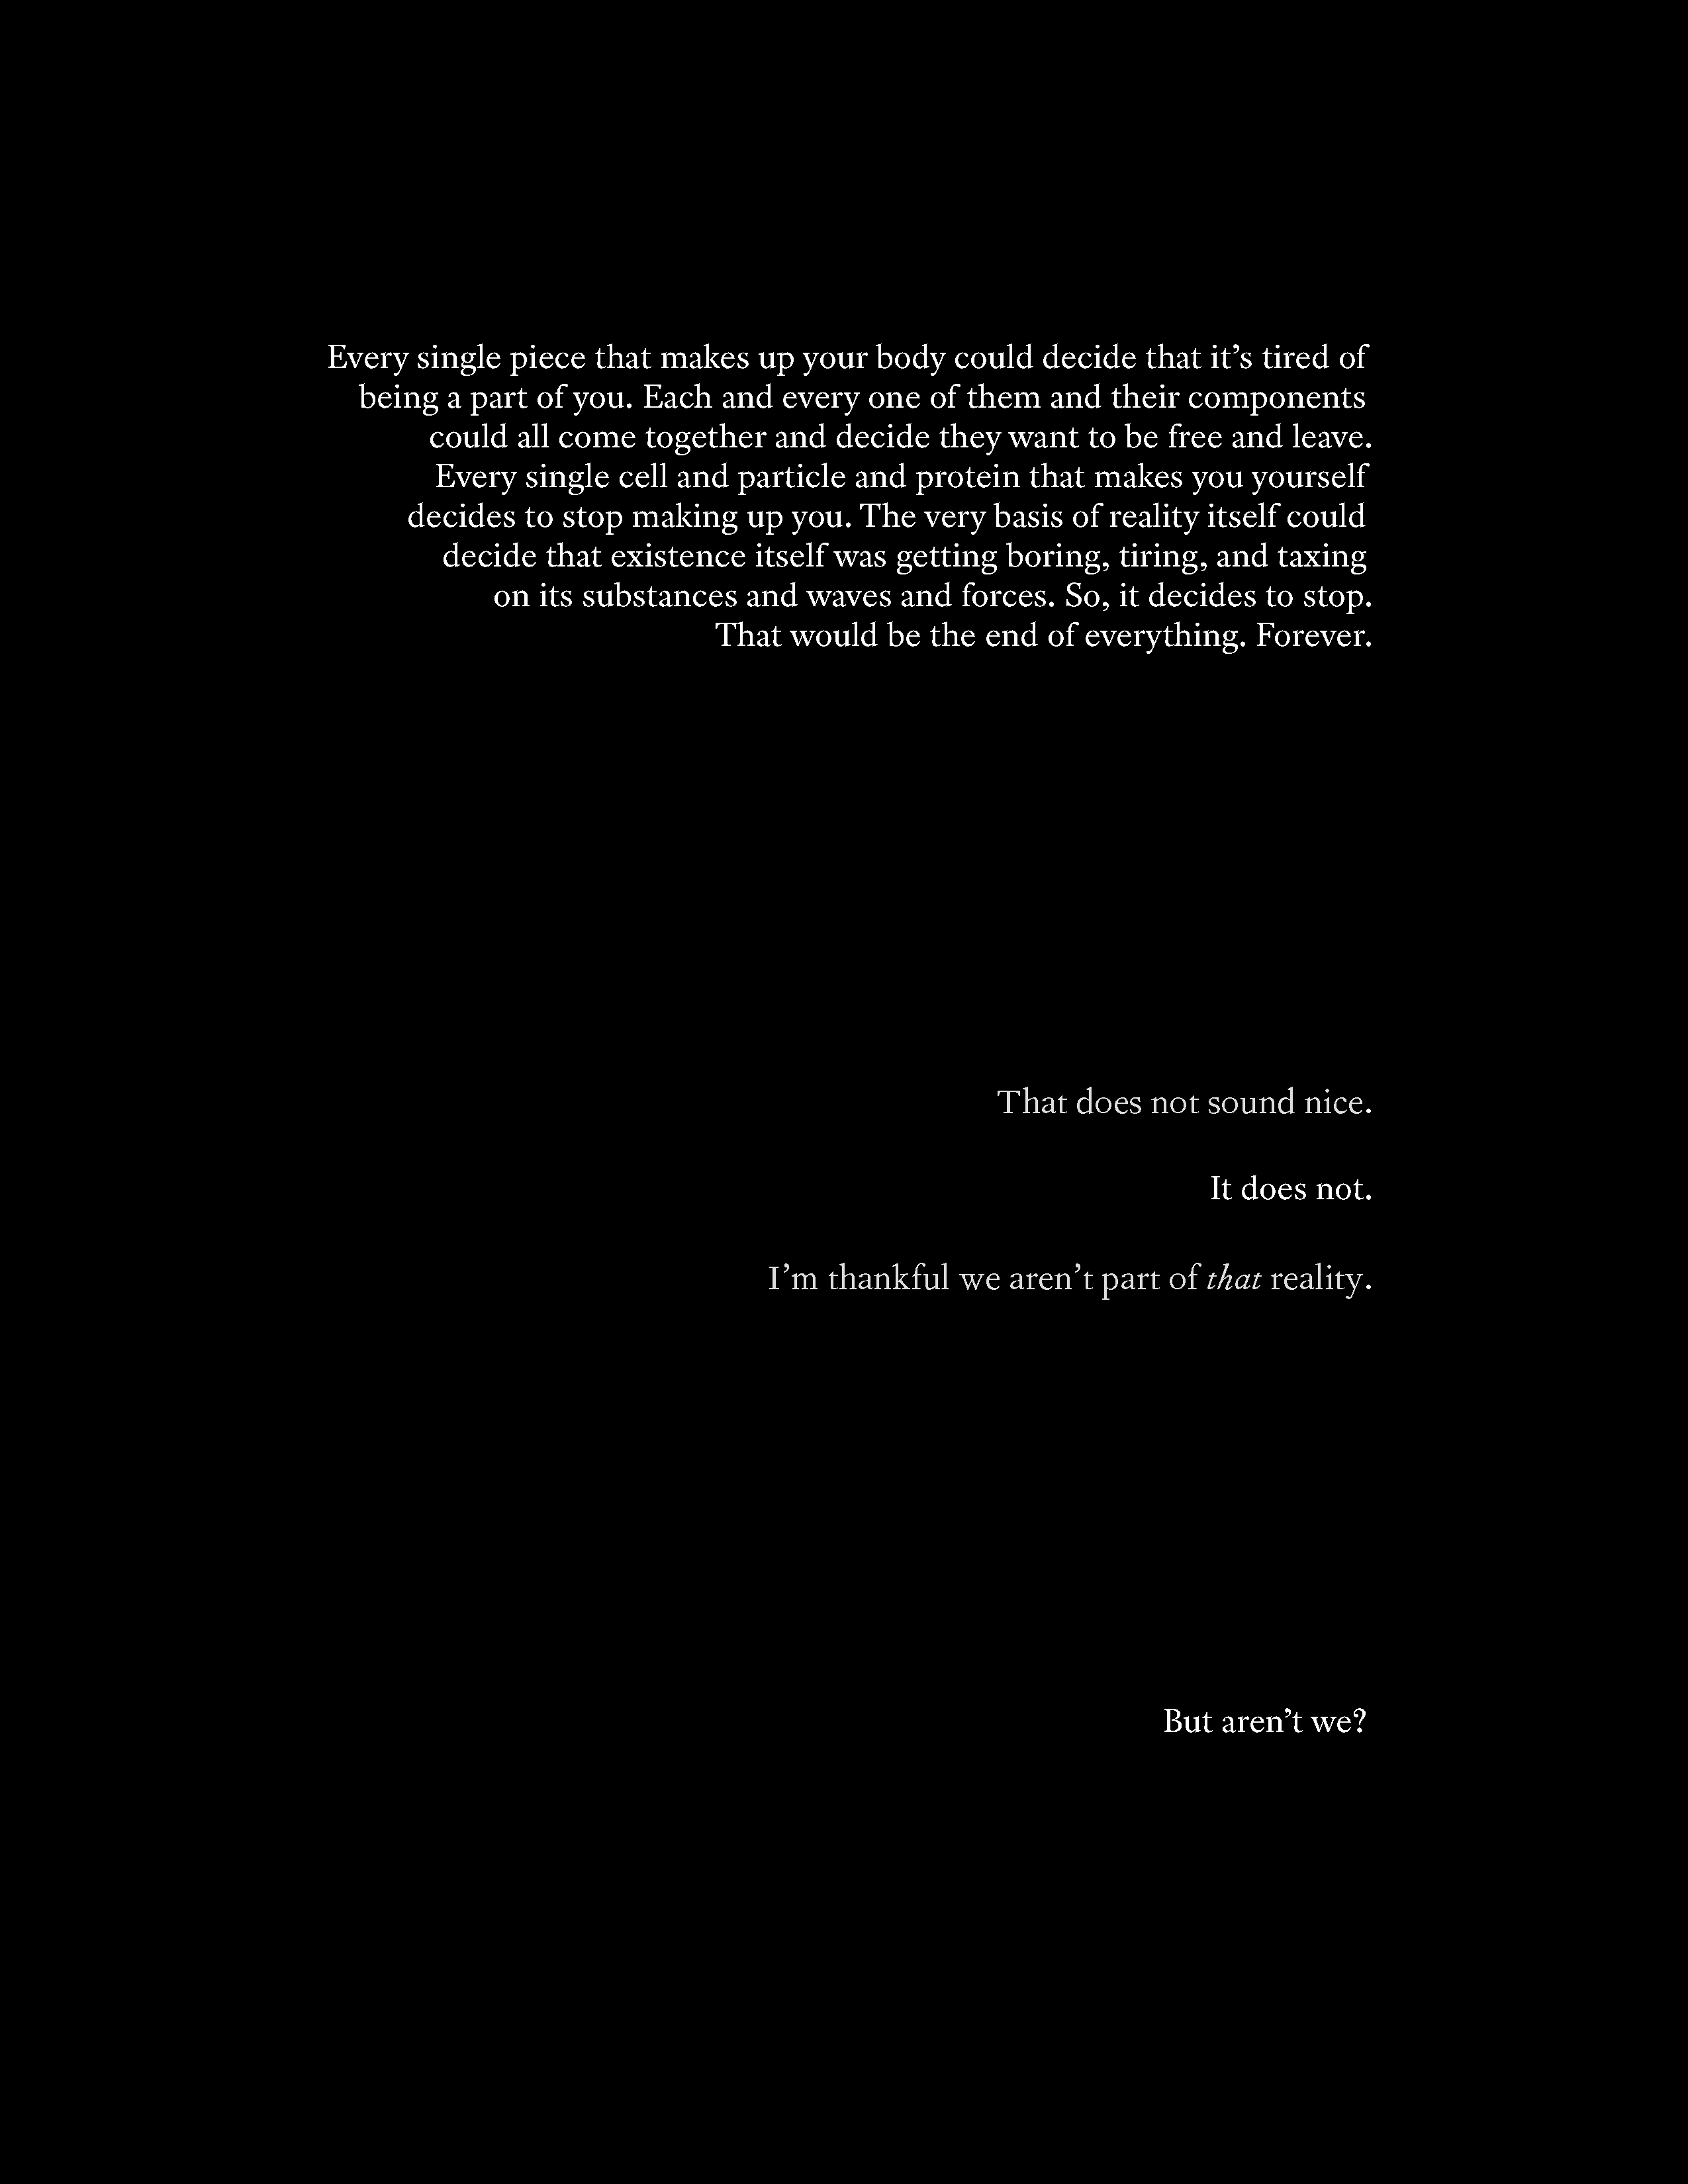 Every single piece that makes up your body could decide that it’s tired of
being a part of you. Each and every one of them and their components
could all come together and decide they want to be free and leave.
Every single cell and particle and protein that makes you yourself
decides to stop making up you. The very basis of reality itself could
decide that existence itself was getting boring, tiring, and taxing
on its substances and waves and forces. So, it decides to stop.
That would be the end of everything. Forever.
That does not sound nice.
It does not.
I’m thankful we aren’t part of that reality.
But aren’t we?